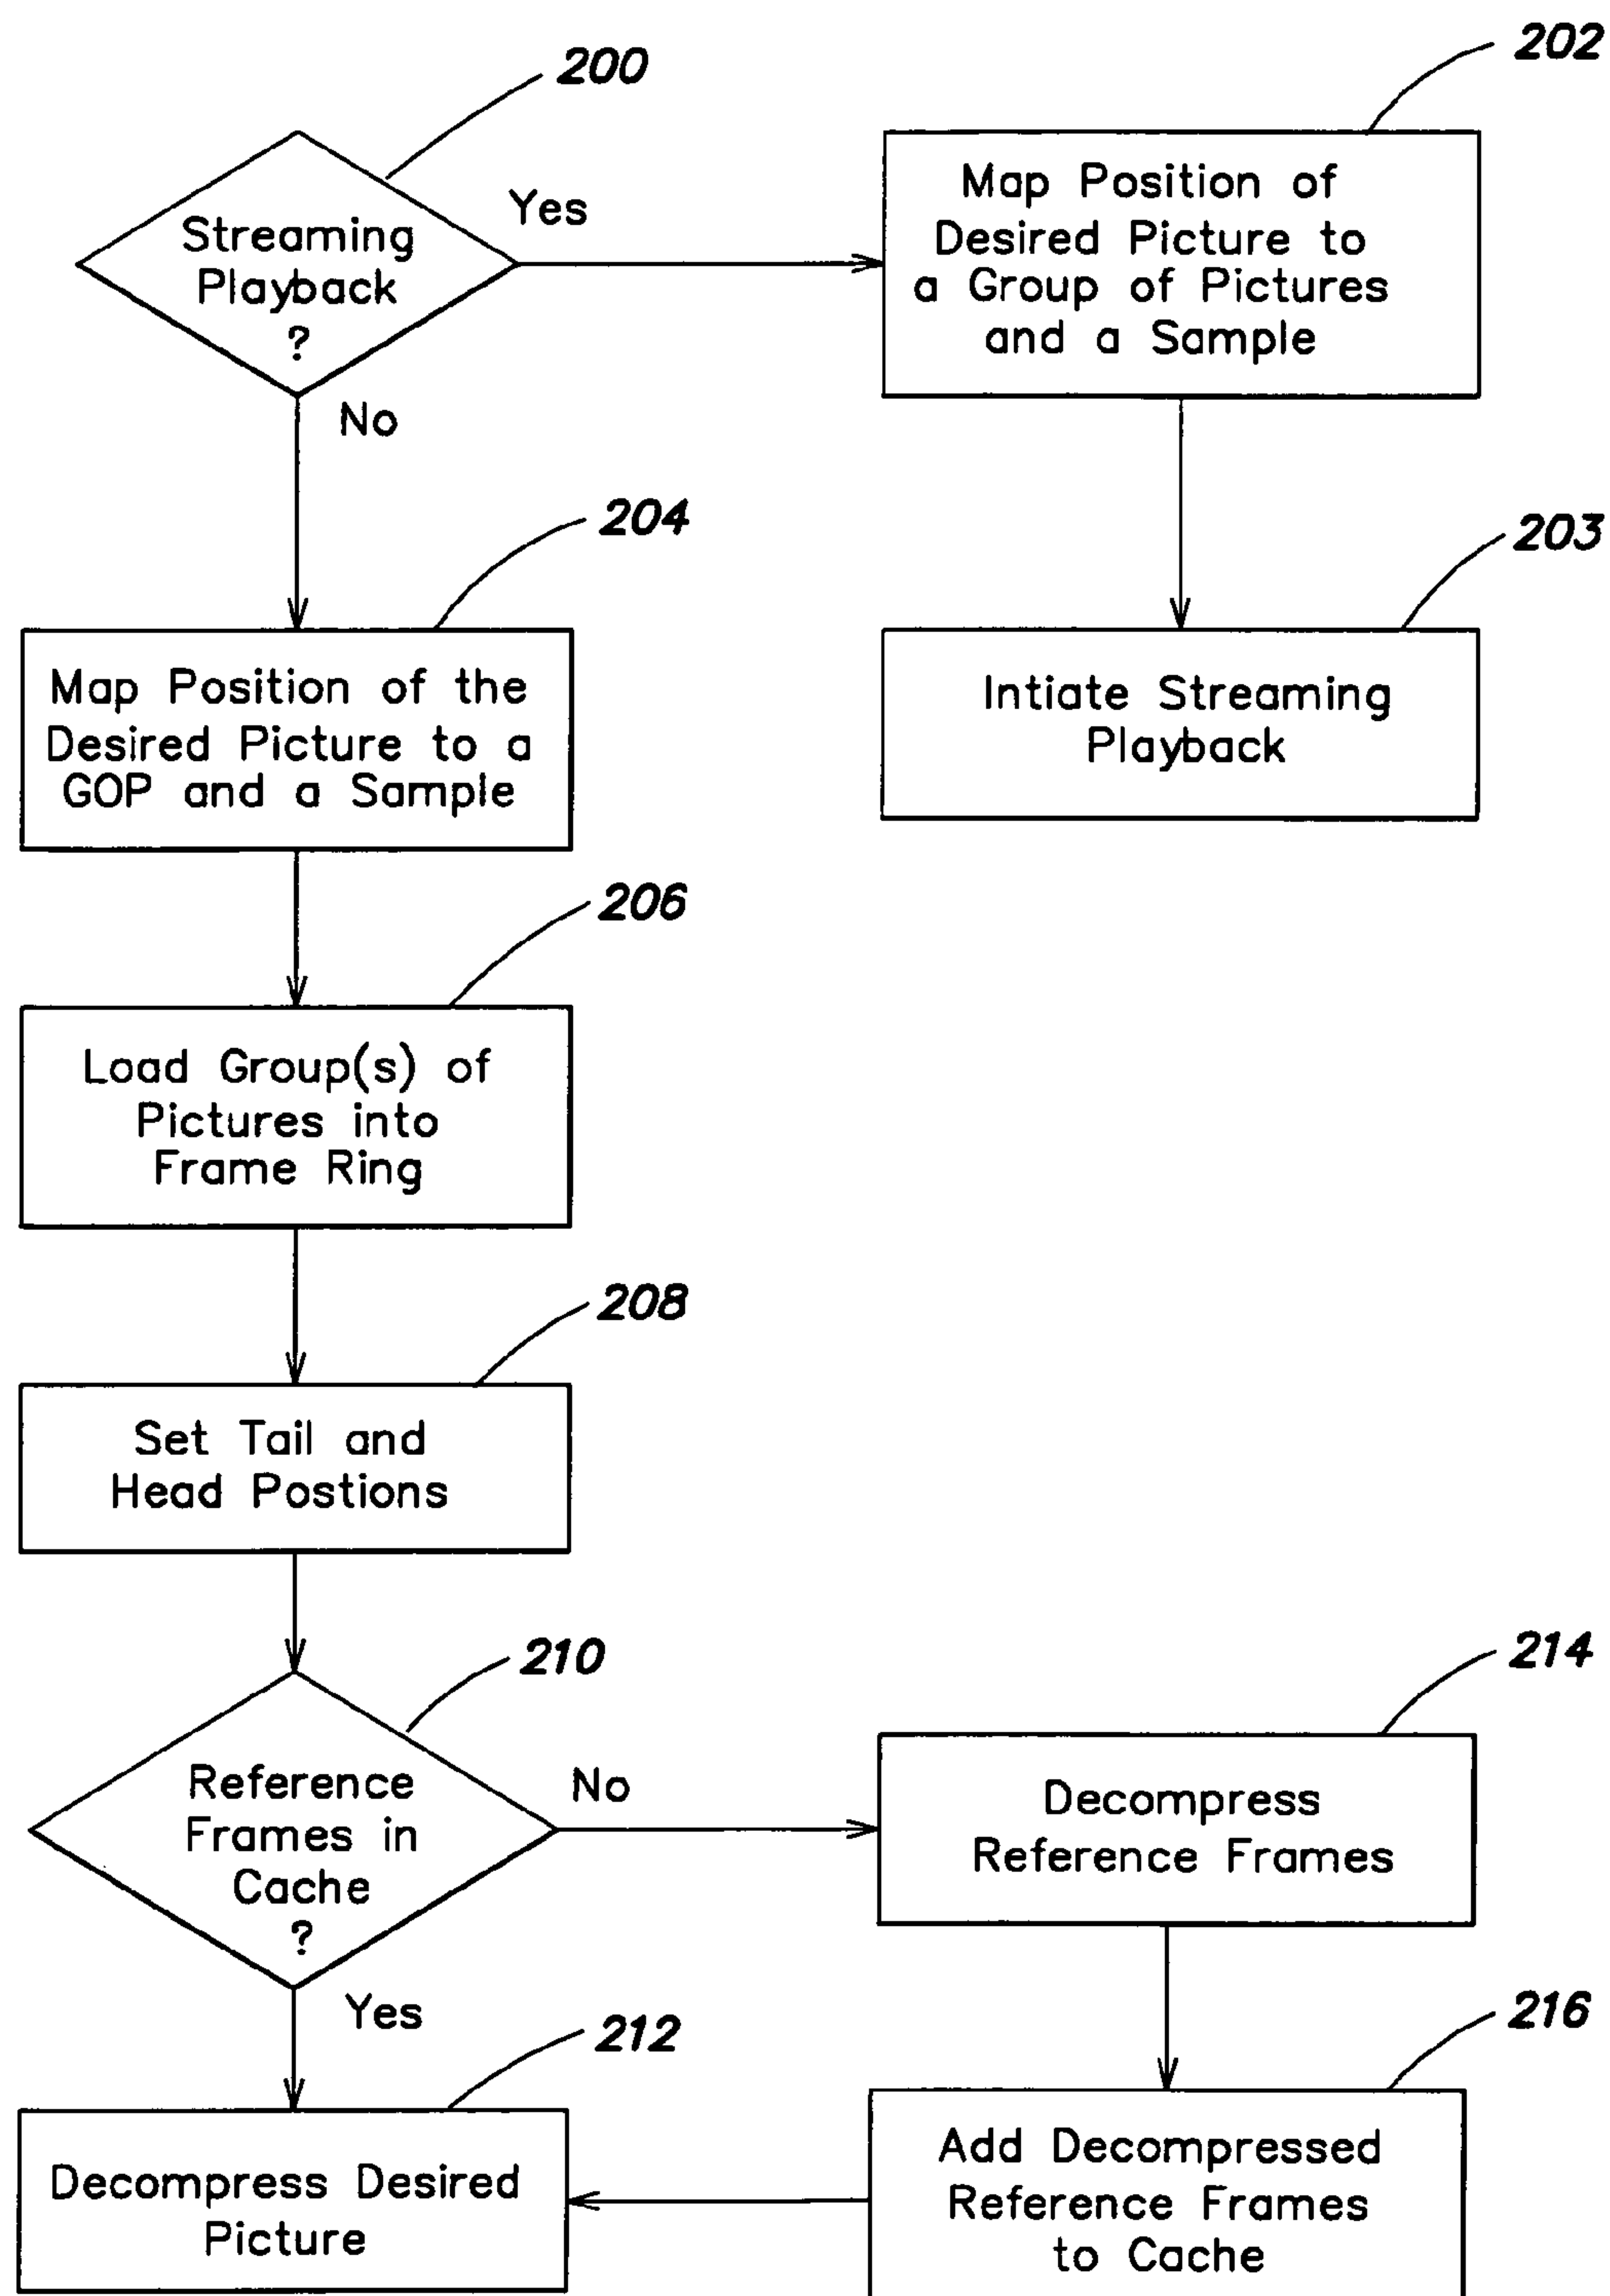 200
Streaming
Playback
?
Yes
No
202
Map Position of
Desired Picture to
a Group of Pictures
and a Sample
203
Intiate Streaming
Playback
204
Map Position of the
Desired Picture to a
GOP and a Sample
206
Load Group(s) of
Pictures into
Frame Ring
208
Set Tail and
Head Postions
210
Reference
Frames in
Cache
?
No
Yes
214
Decompress
Reference Frames
216
Add Decompressed
Reference Frames
to Cache
212
Decompress Desired
Picture